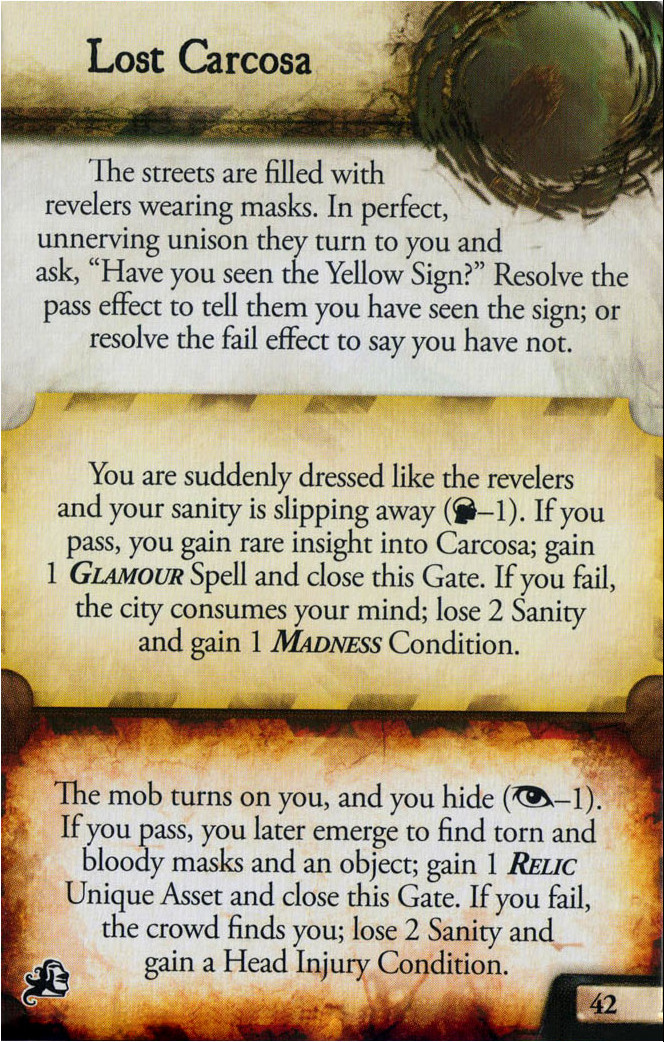 Lost Carcosa
The streets are filled with
revelers wearing masks. In perfect,
unnerving unison they turn to you and
ask, “Have you seen the Yellow Sign?” Resolve the
pass effect to tell them you have seen the sign; or
resolve the fail effect to say you have not.
You are suddenly dressed like the revelers
and your sanity is slipping away (–1). If you
pass, you gain rare insight into Carcosa; gain
1 GLAMOUR Spell and close this Gate. If you fail,
the city consumes your mind; lose 2 Sanity
and gain 1 MADNESS Condition.
The mob turns on you, and you hide (–1).
If you pass, you later emerge to find torn and
bloody masks and an object; gain 1 RELIC
Unique Asset and close this Gate. If you fail,
the crowd finds you; lose 2 Sanity and
gain a Head Injury Condition.
42